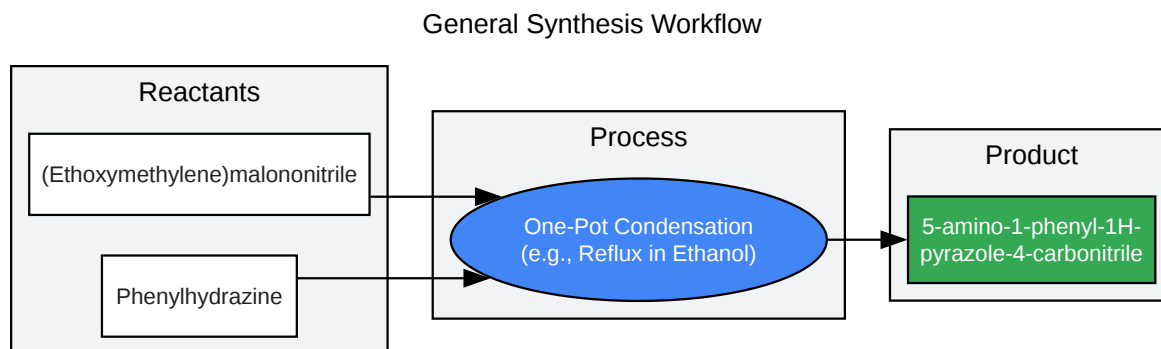 General Synthesis Workflow
Reactants
(Ethoxymethylene)malononitrile
Phenylhydrazine
Process
One-Pot Condensation
(e.g., Reflux in Ethanol)
Product
5-amino-1-phenyl-1H-
pyrazole-4-carbonitrile